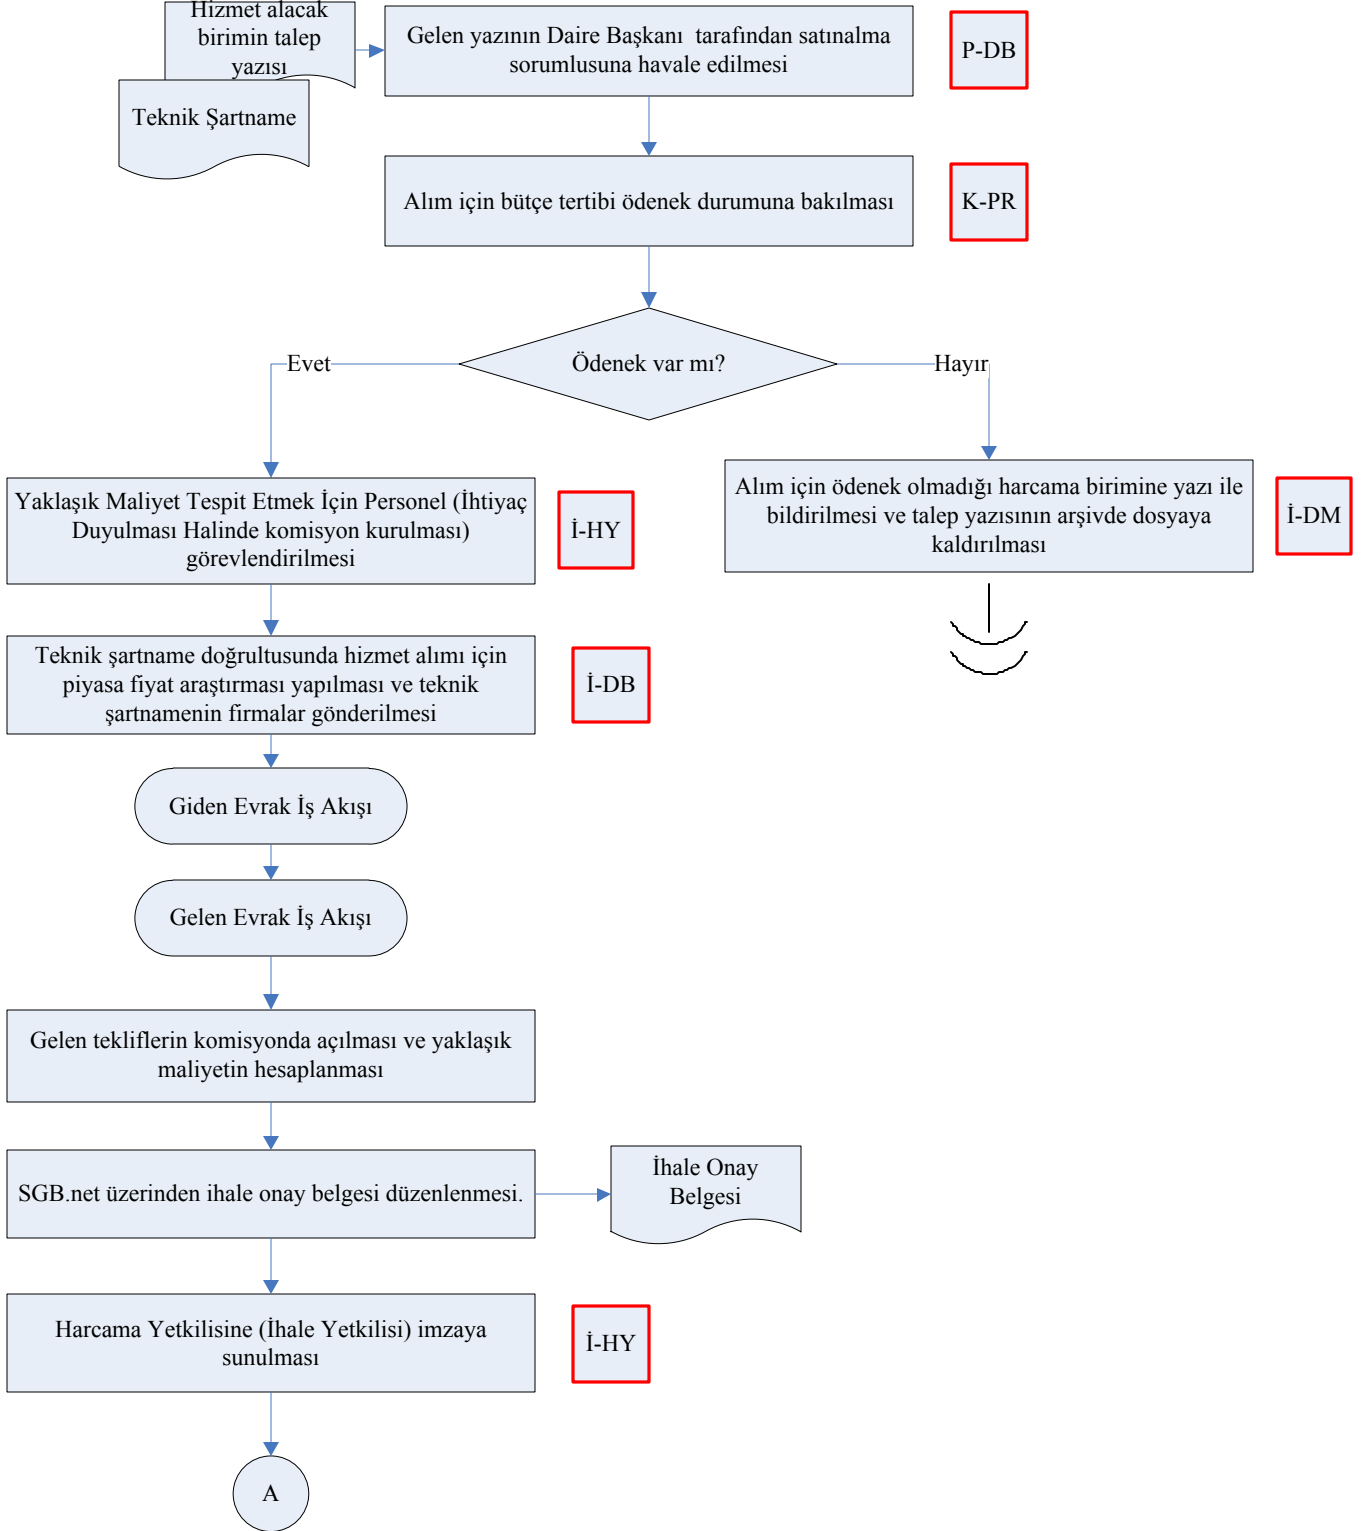 Hizmet alacak
birimin talep
yazısı
Teknik Şartname
Gelen yazının Daire Başkanı tarafından satınalma
sorumlusuna havale edilmesi
P-DB
Alım için bütçe tertibi ödenek durumuna bakılması
K-PR
Ödenek var mı?
Evet
Hayır
Yaklaşık Maliyet Tespit Etmek İçin Personel (İhtiyaç
Duyulması Halinde komisyon kurulması)
görevlendirilmesi
İ-HY
Alım için ödenek olmadığı harcama birimine yazı ile
bildirilmesi ve talep yazısının arşivde dosyaya
kaldırılması
İ-DM
Teknik şartname doğrultusunda hizmet alımı için
piyasa fiyat araştırması yapılması ve teknik
şartnamenin firmalar gönderilmesi
İ-DB
Giden Evrak İş Akışı
Gelen Evrak İş Akışı
Gelen tekliflerin komisyonda açılması ve yaklaşık
maliyetin hesaplanması
SGB.net üzerinden ihale onay belgesi düzenlenmesi.
İhale Onay
Belgesi
Harcama Yetkilisine (İhale Yetkilisi) imzaya
sunulması
İ-HY
A